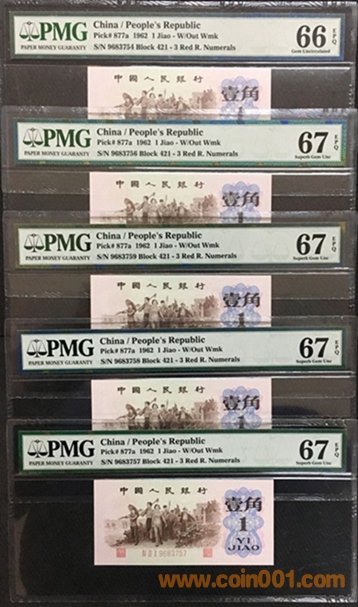 PMG
PAPER MONEY GUARANTY
China / People's Republic
Pick# 877a 1962 1 Jiao - W/Out Wmk
S/N 9683754 Block 421 - 3 Red R. Numerals
66 EPQ
Gem Uncirculated
中国人民银行
壹角
PMG
PAPER MONEY GUARANTY
China / People's Republic
Pick# 877a 1962 1 Jiao - W/Out Wmk
S/N 9683756 Block 421 - 3 Red R. Numerals
67 EPQ
Superb Gem Unc
中国人民银行
壹角
PMG
PAPER MONEY GUARANTY
China / People's Republic
Pick# 877a 1962 1 Jiao - W/Out Wmk
S/N 9683759 Block 421 - 3 Red R. Numerals
67 EPQ
Superb Gem Unc
中国人民银行
壹角
1
PMG
PAPER MONEY GUARANTY
China / People's Republic
Pick# 877a 1962 1 Jiao - W/Out Wmk
S/N 9683758 Block 421 - 3 Red R. Numerals
67 EPQ
Superb Gem Unc
中国人民银行
壹角
1
PMG
PAPER MONEY GUARANTY
China / People's Republic
Pick# 877a 1962 1 Jiao - W/Out Wmk
S/N 9683757 Block 421 - 3 Red R. Numerals
67 EPQ
Superb Gem Unc
中国人民银行
壹角
1
YI
JIAO
9683757
www.coin001.com